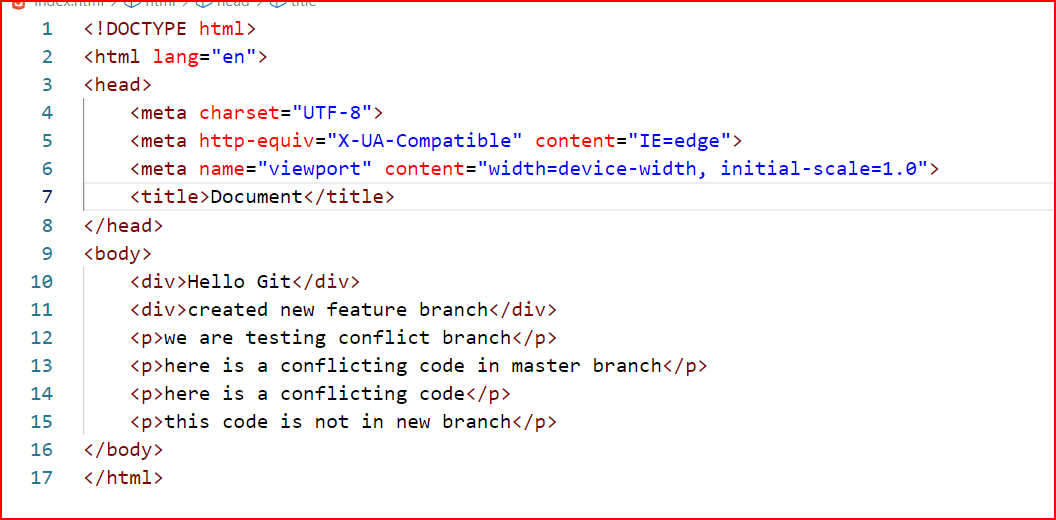 index.html > html > head > title
1 <!DOCTYPE html>
2 <html lang="en">
3 <head>
4 <meta charset="UTF-8">
5 <meta http-equiv="X-UA-Compatible" content="IE=edge">
6 <meta name="viewport" content="width=device-width, initial-scale=1.0">
7 <title>Document</title>
8 </head>
9 <body>
10 <div>Hello Git</div>
11 <div>created new feature branch</div>
12 <p>we are testing conflict branch</p>
13 <p>here is a conflicting code in master branch</p>
14 <p>here is a conflicting code</p>
15 <p>this code is not in new branch</p>
16 </body>
17 </html>